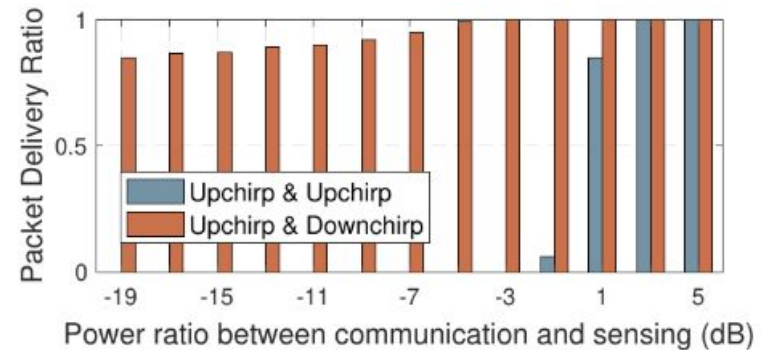 Packet Delivery Ratio
1
0.5
0
Upchirp & Upchirp
Upchirp & Downchirp
-19 -15 -11 -7 -3 1 5
Power ratio between communication and sensing (dB)